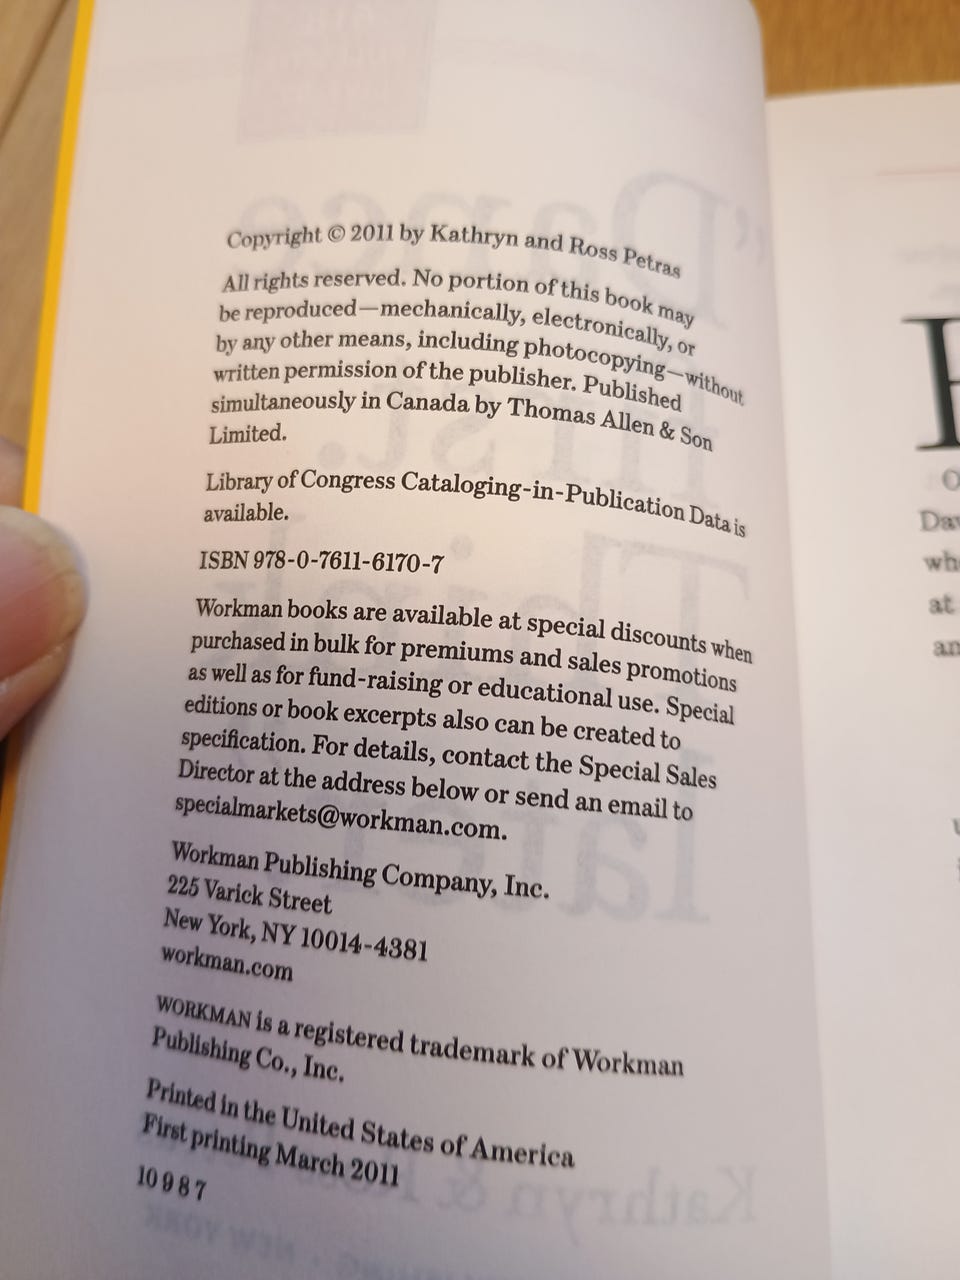 Copyright © 2011 by Kathryn and Ross Petras
All rights reserved. No portion of this book may
be reproduced—mechanically, electronically, or
by any other means, including photocopying—without
written permission of the publisher. Published
simultaneously in Canada by Thomas Allen & Son
Limited.
Library of Congress Cataloging-in-Publication Data is
available.
ISBN 978-0-7611-6170-7
Workman books are available at special discounts when
purchased in bulk for premiums and sales promotions
as well as for fund-raising or educational use. Special
editions or book excerpts also can be created to
specification. For details, contact the Special Sales
Director at the address below or send an email to
specialmarkets@workman.com.
Workman Publishing Company, Inc.
225 Varick Street
New York, NY 10014-4381
workman.com
WORKMAN is a registered trademark of Workman
Publishing Co., Inc.
Printed in the United States of America
First printing March 2011
10 9 8 7
at